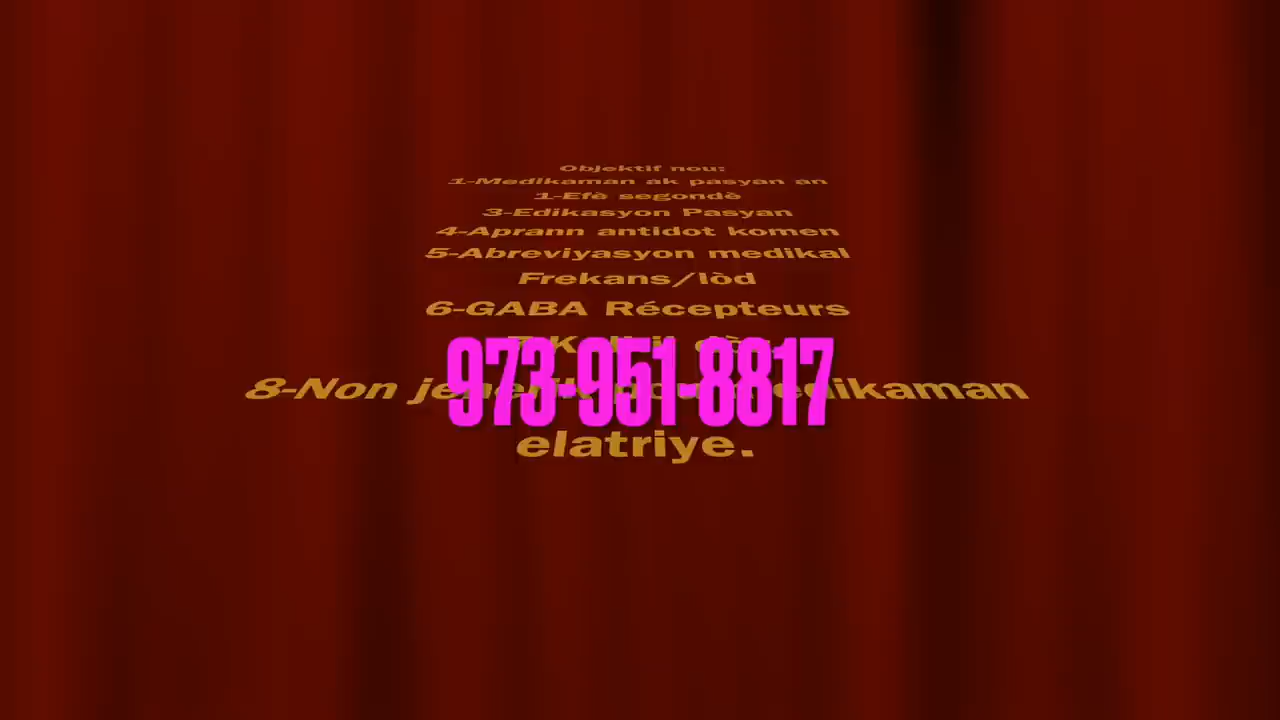 Objektif nou:
1-Medikaman ak pasyan an
1-Efè segondè
3-Edikasyon Pasyan
4-Aprann antidot komen
5-Abreviyasyon medikal
Frekans/lòd
6-GABA Récepteurs
973-951-8817
8-Non
elatriye.